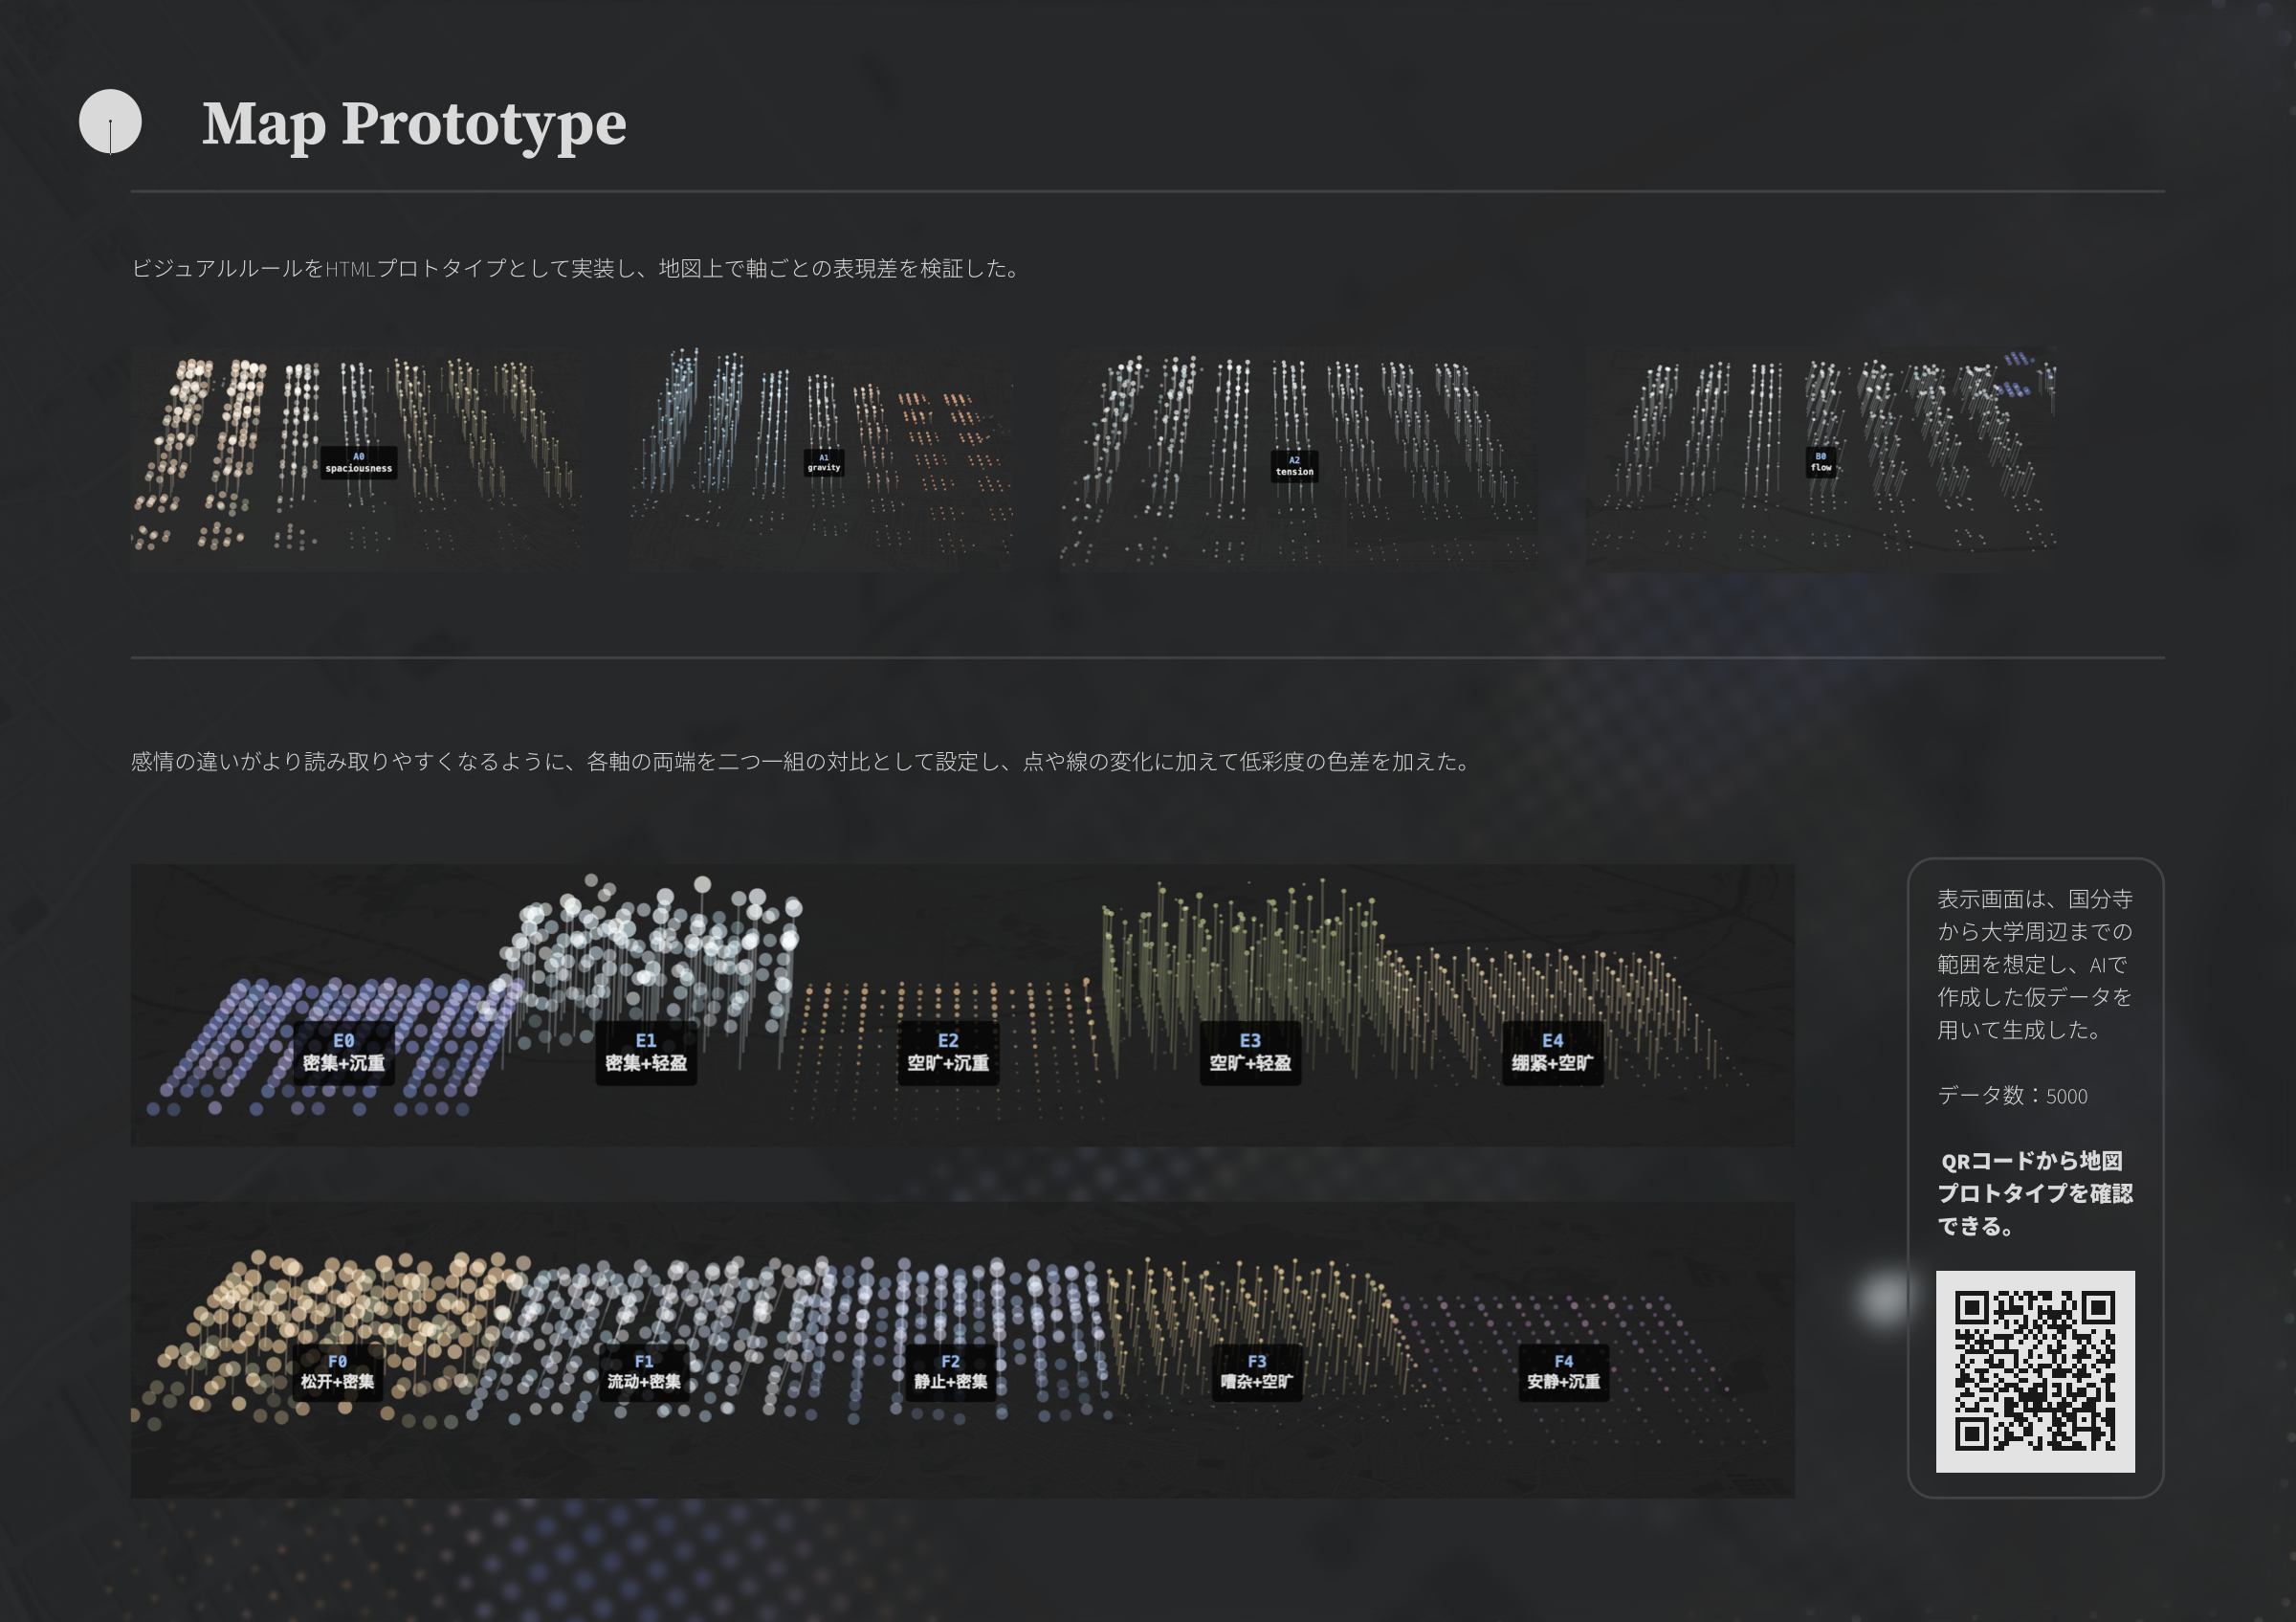 Map Prototype
ビジュアルルールをHTMLプロトタイプとして実装し、地図上で軸ごとの表現差を検証した。
A0
spaciousness
A1
gravity
A2
tension
B0
flow
感情の違いがより読み取りやすくなるように、各軸の両端を二つ一組の対比として設定し、点や線の変化に加えて低彩度の色差を加えた。
E0
密集+沉重
E1
密集+轻盈
E2
空旷+沉重
E3
空旷+轻盈
E4
绷紧+空旷
F0
松开+密集
F1
流动+密集
F2
静止+密集
F3
嘈杂+空旷
F4
安静+沉重
表示画面は、国分寺
から大学周辺までの
範囲を想定し、AIで
作成した仮データを
用いて生成した。
データ数：5000
QRコードから地図
プロトタイプを確認
できる。